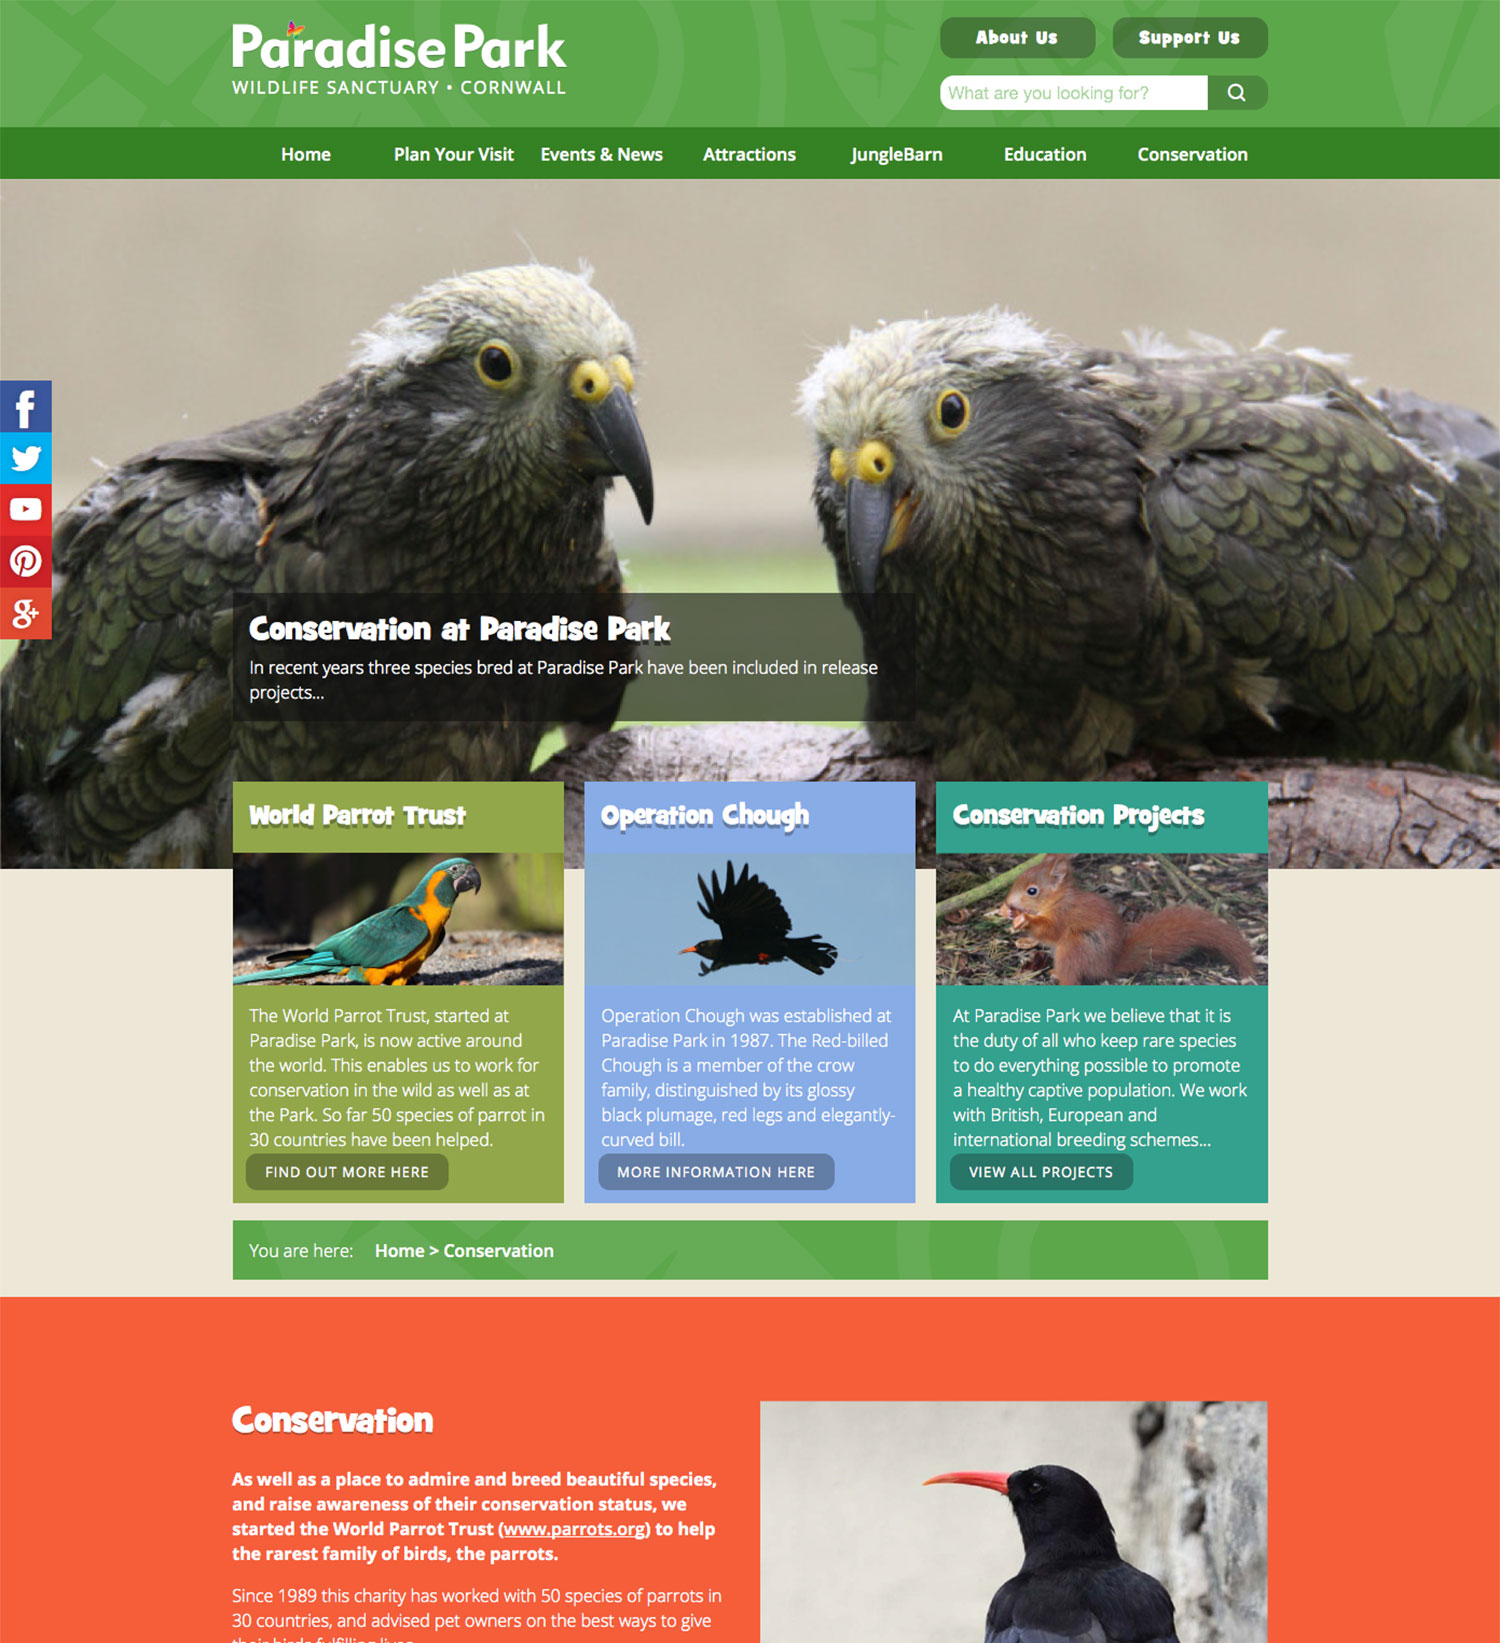 Paradise Park
WILDLIFE SANCTUARY • CORNWALL
About Us
Support Us
What are you looking for?
Home
Plan Your Visit
Events & News
Attractions
JungleBarn
Education
Conservation
Conservation at Paradise Park
In recent years three species bred at Paradise Park have been included in release
projects...
World Parrot Trust
The World Parrot Trust, started at
Paradise Park, is now active around
the world. This enables us to work for
conservation in the wild as well as at
the Park. So far 50 species of parrot in
30 countries have been helped.
FIND OUT MORE HERE
Operation Chough
Operation Chough was established at
Paradise Park in 1987. The Red-billed
Chough is a member of the crow
family, distinguished by its glossy
black plumage, red legs and elegantly-
curved bill.
MORE INFORMATION HERE
Conservation Projects
At Paradise Park we believe that it is
the duty of all who keep rare species
to do everything possible to promote
a healthy captive population. We work
with British, European and
international breeding schemes...
VIEW ALL PROJECTS
You are here: Home > Conservation
Conservation
As well as a place to admire and breed beautiful species,
and raise awareness of their conservation status, we
started the World Parrot Trust (www.parrots.org) to help
the rarest family of birds, the parrots.
Since 1989 this charity has worked with 50 species of parrots in
30 countries, and advised pet owners on the best ways to give